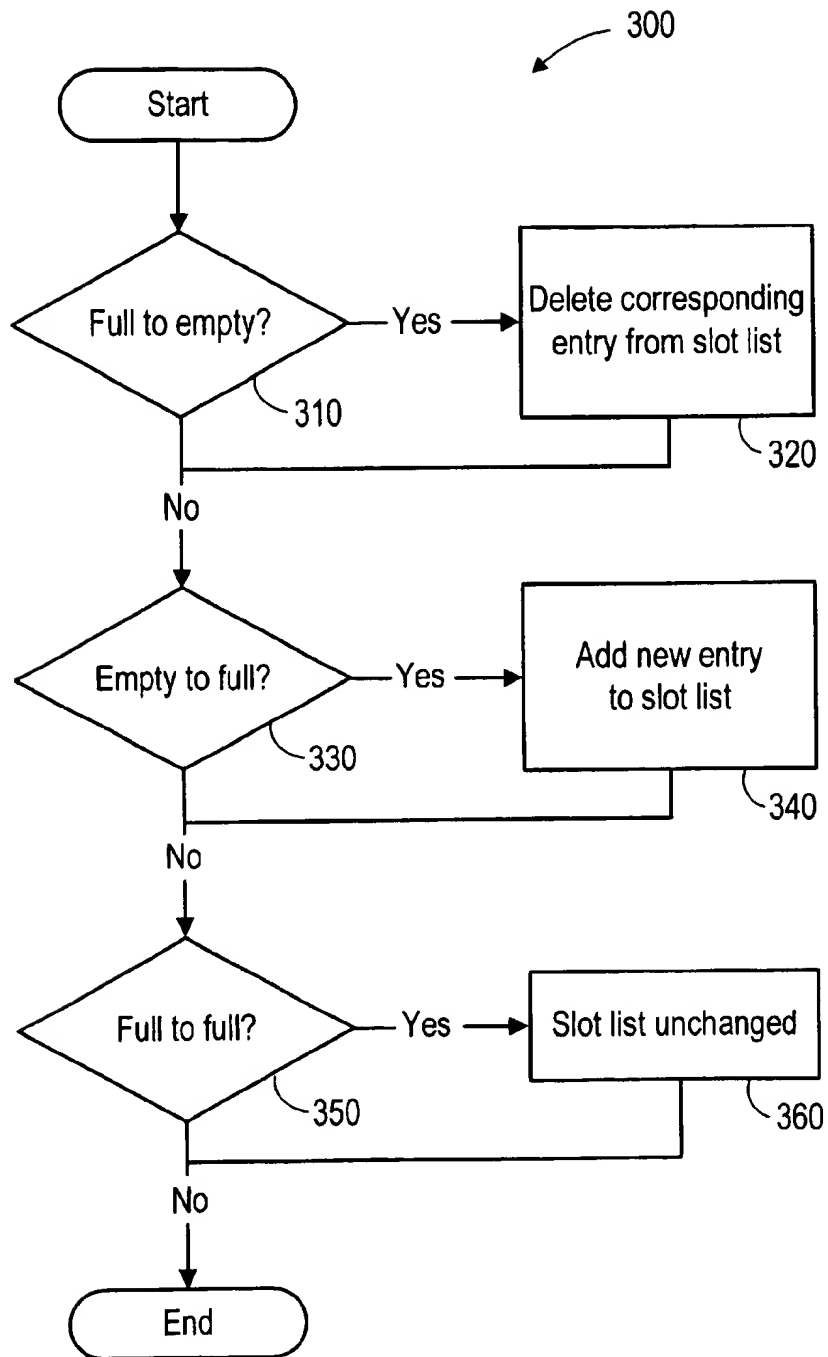 300
Start
Full to empty?
Yes
Delete corresponding
entry from slot list
310
320
No
Empty to full?
Yes
Add new entry
to slot list
330
340
No
Full to full?
Yes
Slot list unchanged
350
360
No
End